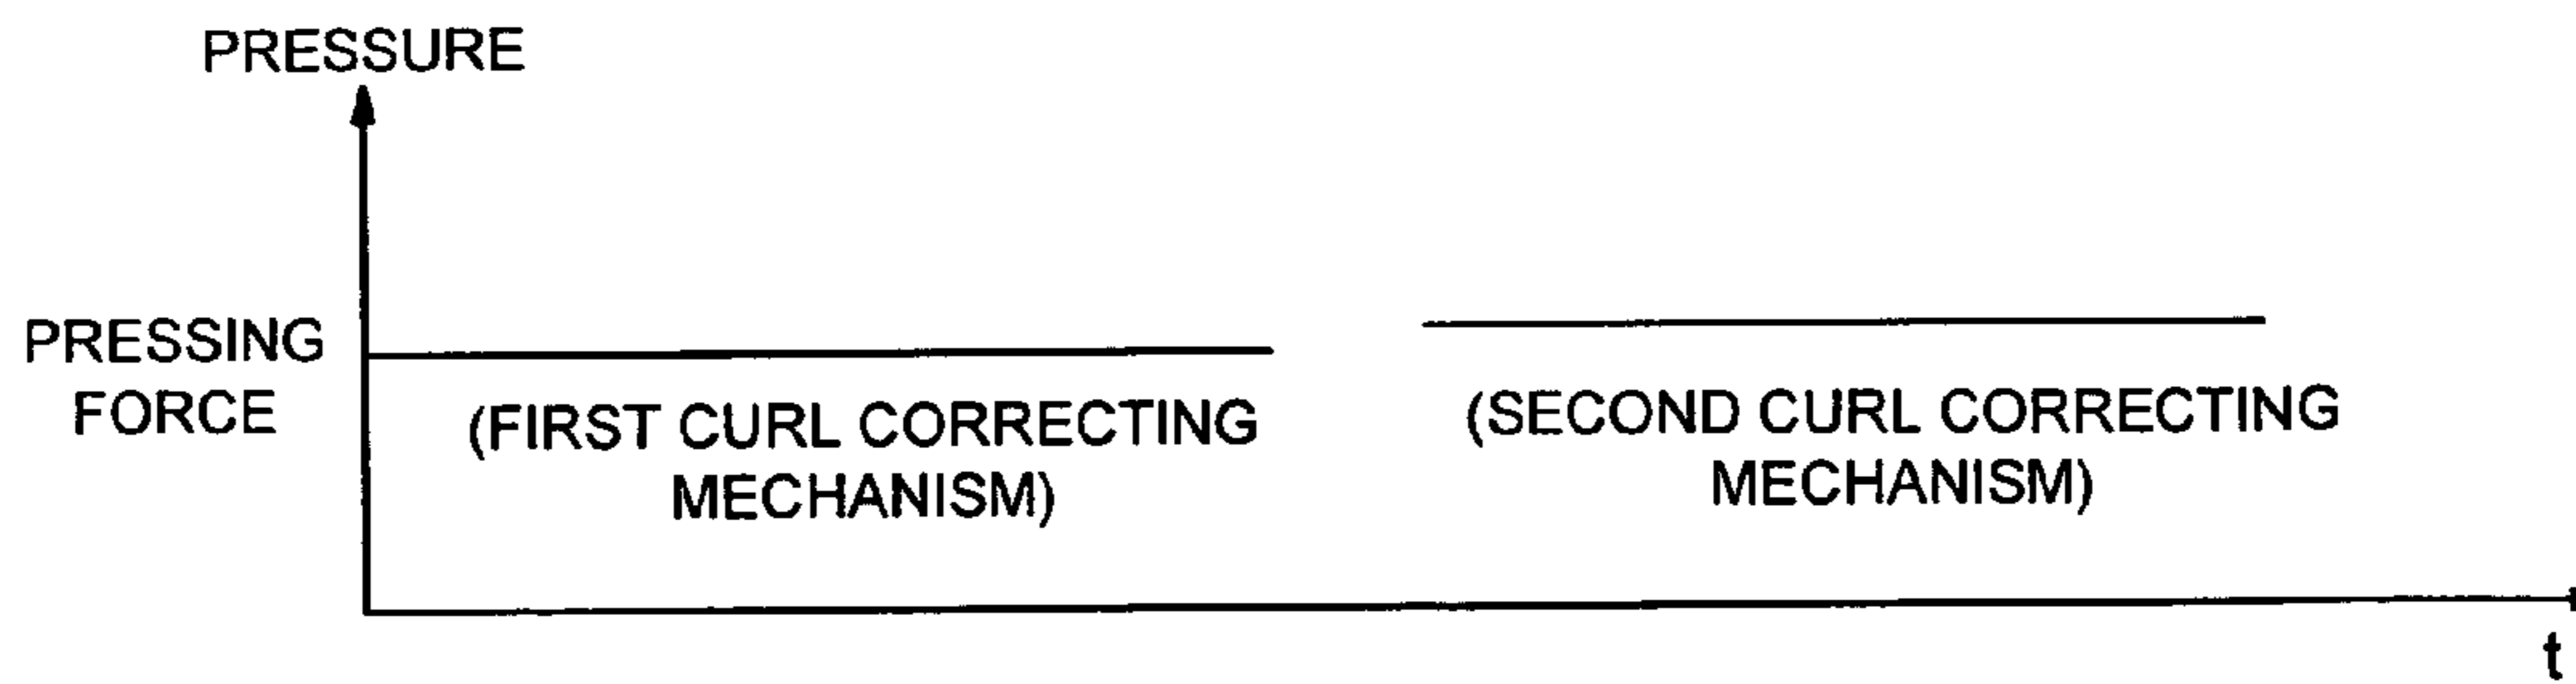 PRESSURE
PRESSING
FORCE
(FIRST CURL CORRECTING
MECHANISM)
(SECOND CURL CORRECTING
MECHANISM)
t